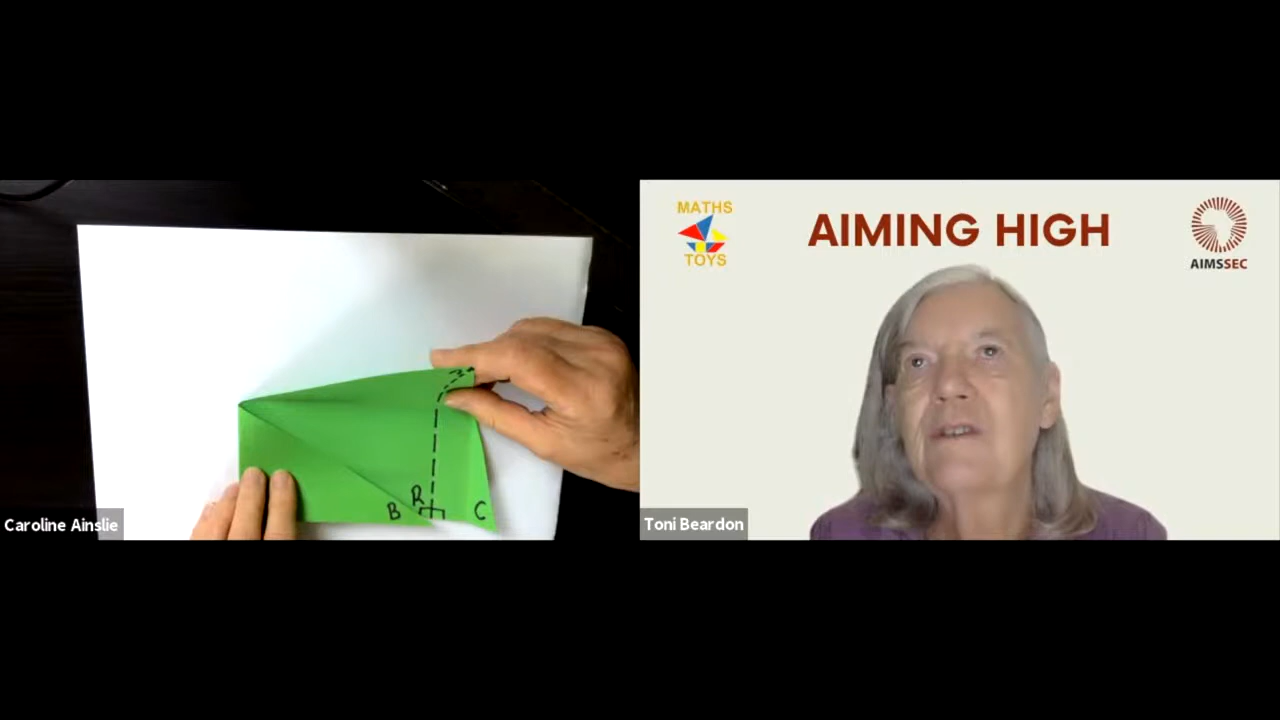 R
B
C
Caroline Ainslie
MATHS
TOYS
AIMING HIGH
AIMSSEC
Toni Beardon